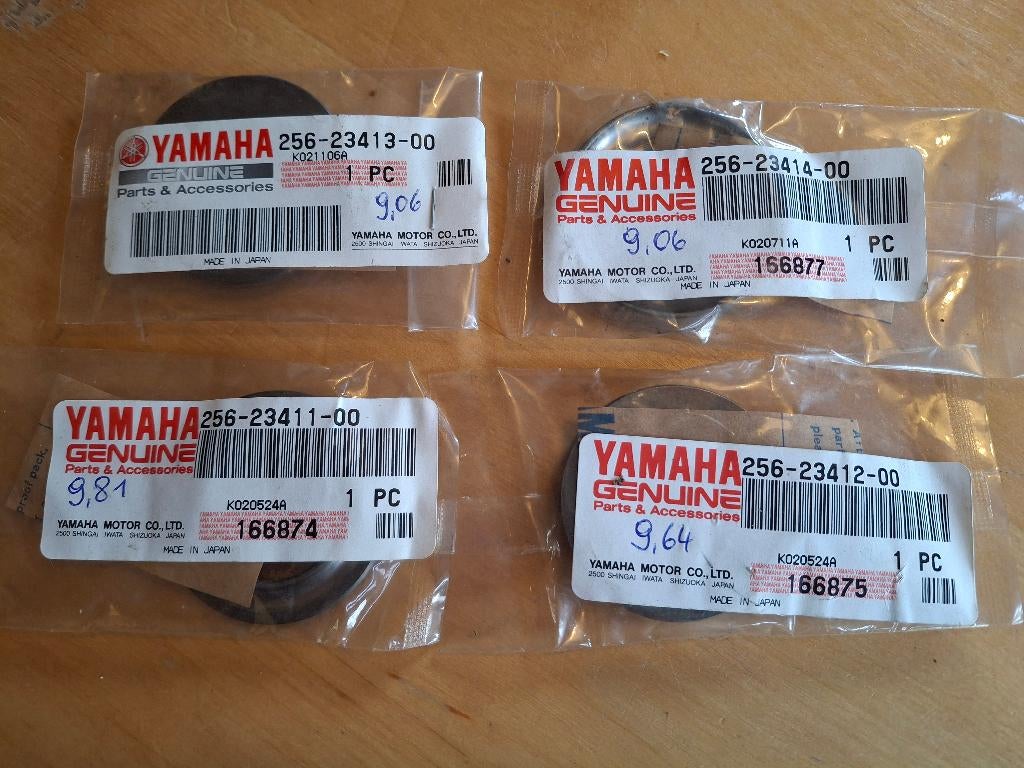 YAMAHA 256-23413-00
K021106A
GENUINE 1 PC
Parts & Accessories
9,06
YAMAHA MOTOR CO.,LTD.
2500 SHINGAI IWATA SHIZUOKA JAPAN
MADE IN JAPAN
YAMAHA 256-23414-00
GENUINE
Parts & Accessories
9,06
K020711A 1 PC
YAMAHA MOTOR CO.,LTD. 166877
2500 SHINGAI IWATA SHIZUOKA JAPAN
MADE IN JAPAN
YAMAHA 256-23411-00
GENUINE
Parts & Accessories
9,81
K020524A 1 PC
YAMAHA MOTOR CO.,LTD. 166874
2500 SHINGAI IWATA SHIZUOKA JAPAN
MADE IN JAPAN
YAMAHA 256-23412-00
GENUINE
Parts & Accessories
9,64
K020524A 1 PC
YAMAHA MOTOR CO.,LTD. 166875
2500 SHINGAI IWATA SHIZUOKA JAPAN
MADE IN JAPAN